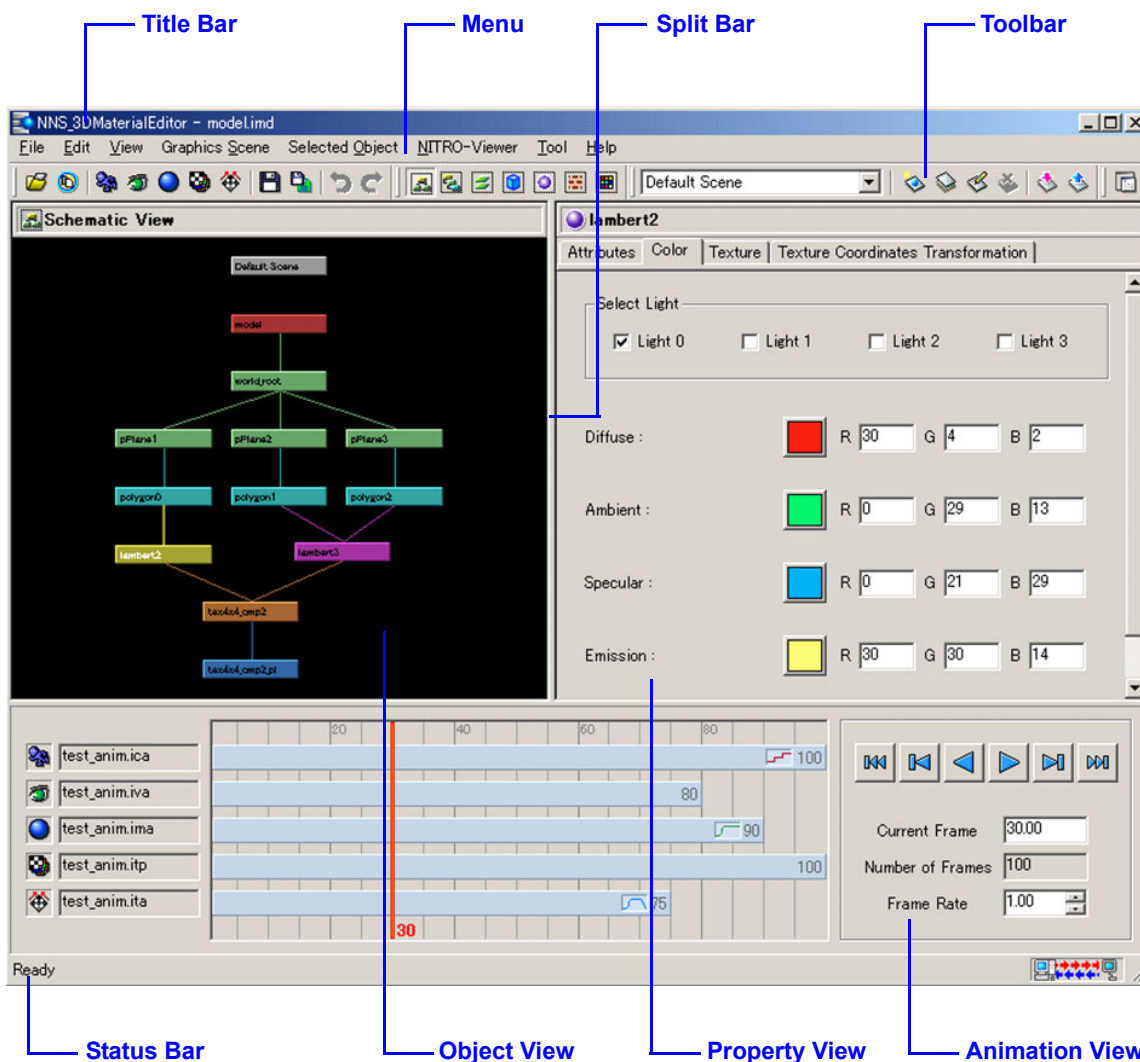 Title Bar
Menu
Split Bar
Toolbar
NNS_3DMaterialEditor - model.imd
File Edit View Graphics Scene Selected Object NITRO-Viewer Tool Help
Default Scene
Schematic View
lambert2
Attributes Color Texture Texture Coordinates Transformation
Default Scene
model
world_root
pPlane1 pPlane2 pPlane3
polygon0 polygon1 polygon2
lambert2 lambert3
tex4x4_cmp2
tex4x4_cmp2_pl
Select Light
Light 0 Light 1 Light 2 Light 3
Diffuse : R 30 G 4 B 2
Ambient : R 0 G 29 B 13
Specular : R 0 G 21 B 29
Emission : R 30 G 30 B 14
20 40 60 80
test_anim.ica 100
test_anim.iva 80
test_anim.ima 90
test_anim.itp 100
test_anim.ita 75
30
Current Frame 30.00
Number of Frames 100
Frame Rate 1.00
Ready
Status Bar
Object View
Property View
Animation View